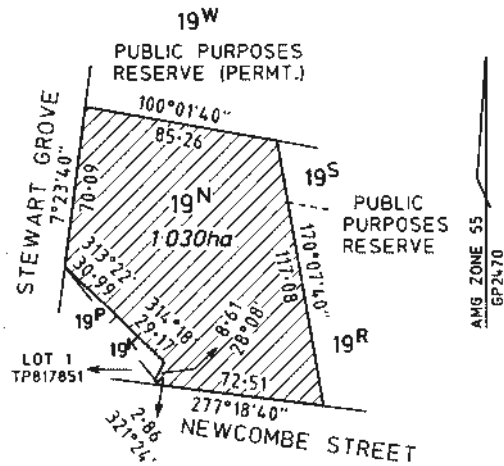 19W
PUBLIC PURPOSES
RESERVE (PERMT.)
100°01'40"
85·26
STEWART GROVE
7°23'40"
70·09
19N
1·030ha
19S
PUBLIC
PURPOSES
RESERVE
170°07'40"
117·08
19R
313°22'
30·99
314°18'
29·17
19P
19K
8·61
28°08'
LOT 1
TP817851
72·51
277°18'40"
2·86
321°24'
NEWCOMBE STREET
AMG ZONE 55
GP2470